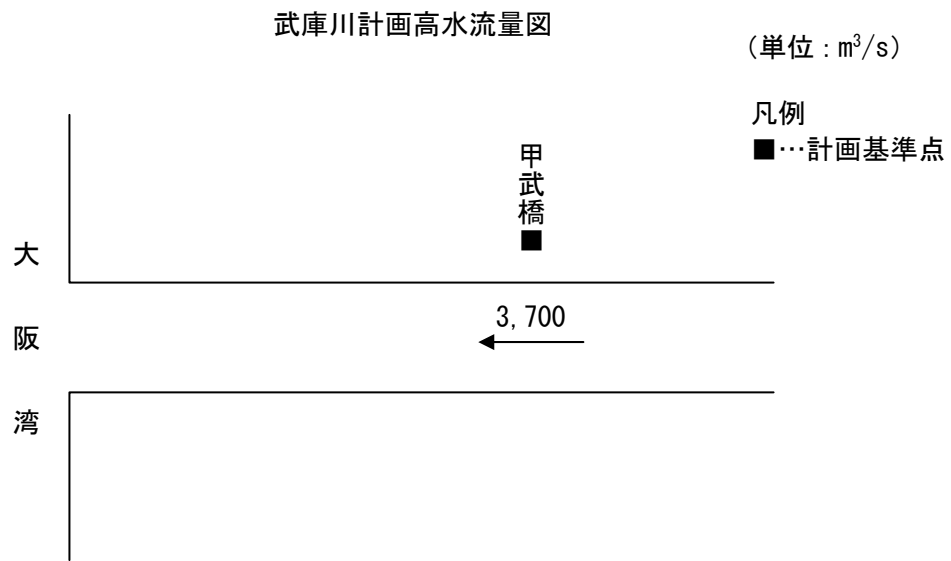 武庫川計画高水流量図
(単位:m³/s)
凡例
■…計画基準点
甲武橋
大阪湾
3,700